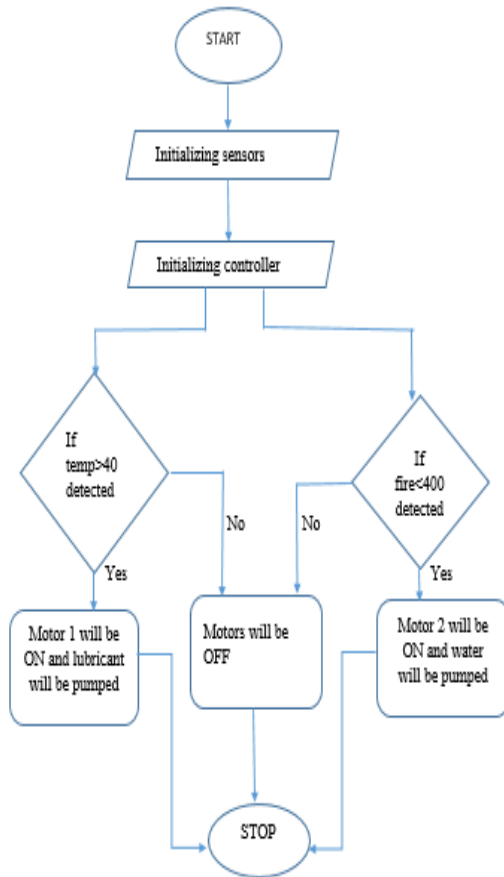 START
Initializing sensors
Initializing controller
If
temp>40
detected
If
fire<400
detected
No
No
Yes
Yes
Motor 1 will be
ON and lubricant
will be pumped
Motors will be
OFF
Motor 2 will be
ON and water
will be pumped
STOP